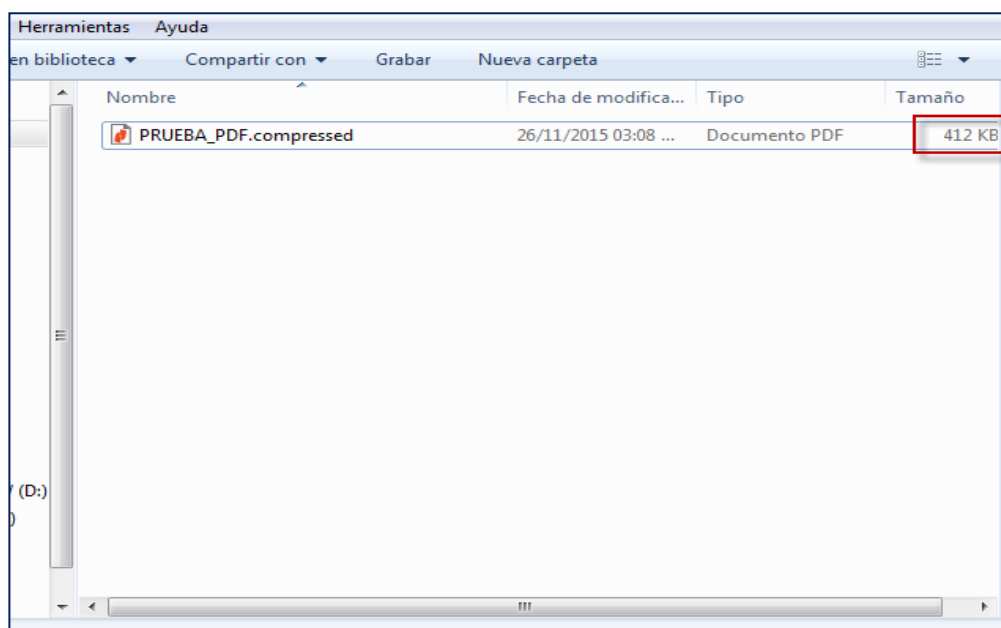 Herramientas Ayuda
en biblioteca Compartir con Grabar Nueva carpeta
Nombre Fecha de modifica... Tipo Tamaño
PRUEBA_PDF.compressed 26/11/2015 03:08 ... Documento PDF 412 KB
(D:)
)